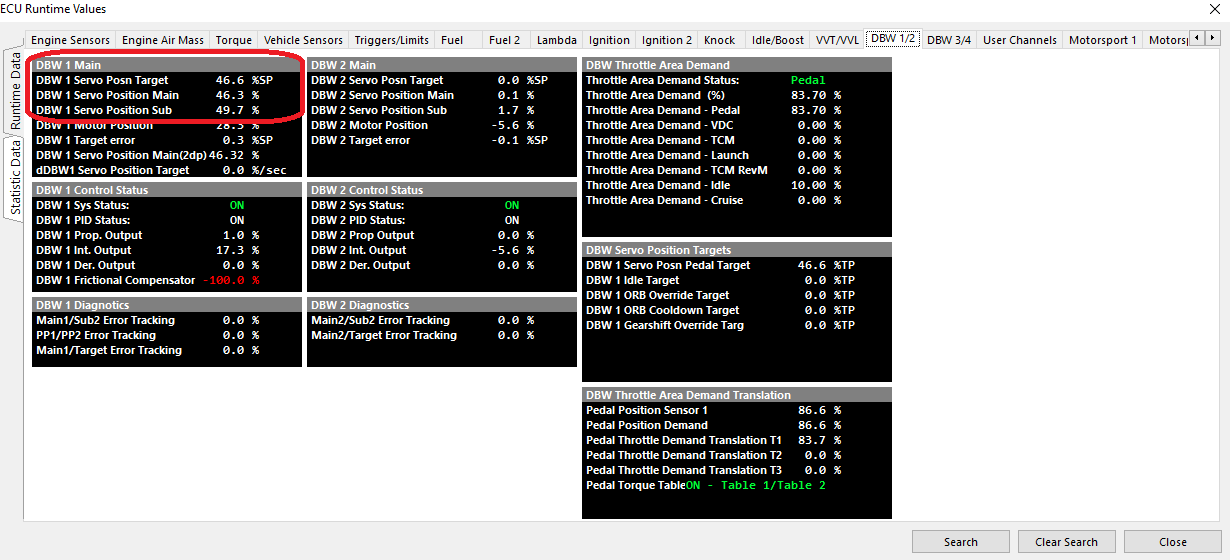 ECU Runtime Values
Engine Sensors Engine Air Mass Torque Vehicle Sensors Triggers/Limits Fuel Fuel 2 Lambda Ignition Ignition 2 Knock Idle/Boost VVT/VVL DBW 1/2 DBW 3/4 User Channels Motorsport 1 Motorsp
Runtime Data
Statistic Data
DBW 1 Main
DBW 1 Servo Posn Target 46.6 %SP
DBW 1 Servo Position Main 46.3 %
DBW 1 Servo Position Sub 49.7 %
DBW 1 Motor Position 28.3 %
DBW 1 Target error 0.3 %SP
DBW 1 Servo Position Main(2dp) 46.32 %
dDBW1 Servo Position Target 0.0 %/sec
DBW 1 Control Status
DBW 1 Sys Status: ON
DBW 1 PID Status: ON
DBW 1 Prop. Output 1.0 %
DBW 1 Int. Output 17.3 %
DBW 1 Der. Output 0.0 %
DBW 1 Frictional Compensator -100.0 %
DBW 1 Diagnotics
Main1/Sub2 Error Tracking 0.0 %
PP1/PP2 Error Tracking 0.0 %
Main1/Target Error Tracking 0.0 %
DBW 2 Main
DBW 2 Servo Posn Target 0.0 %SP
DBW 2 Servo Position Main 0.1 %
DBW 2 Servo Position Sub 1.7 %
DBW 2 Motor Position -5.6 %
DBW 2 Target error -0.1 %SP
DBW 2 Control Status
DBW 2 Sys Status: ON
DBW 2 PID Status: ON
DBW 2 Prop Output 0.0 %
DBW 2 Int. Output -5.6 %
DBW 2 Der. Output 0.0 %
DBW 2 Diagnostics
Main2/Sub2 Error Tracking 0.0 %
Main2/Target Error Tracking 0.0 %
DBW Throttle Area Demand
Throttle Area Demand Status: Pedal
Throttle Area Demand (%) 83.70 %
Throttle Area Demand - Pedal 83.70 %
Throttle Area Demand - VDC 0.00 %
Throttle Area Demand - TCM 0.00 %
Throttle Area Demand - Launch 0.00 %
Throttle Area Demand - TCM RevM 0.00 %
Throttle Area Demand - Idle 10.00 %
Throttle Area Demand - Cruise 0.00 %
DBW Servo Position Targets
DBW 1 Servo Posn Pedal Target 46.6 %TP
DBW 1 Idle Target 0.0 %TP
DBW 1 ORB Override Target 0.0 %TP
DBW 1 ORB Cooldown Target 0.0 %TP
DBW 1 Gearshift Override Targ 0.0 %TP
DBW Throttle Area Demand Translation
Pedal Position Sensor 1 86.6 %
Pedal Position Demand 86.6 %
Pedal Throttle Demand Translation T1 83.7 %
Pedal Throttle Demand Translation T2 0.0 %
Pedal Throttle Demand Translation T3 0.0 %
Pedal Torque Table ON - Table 1/Table 2
Search Clear Search Close